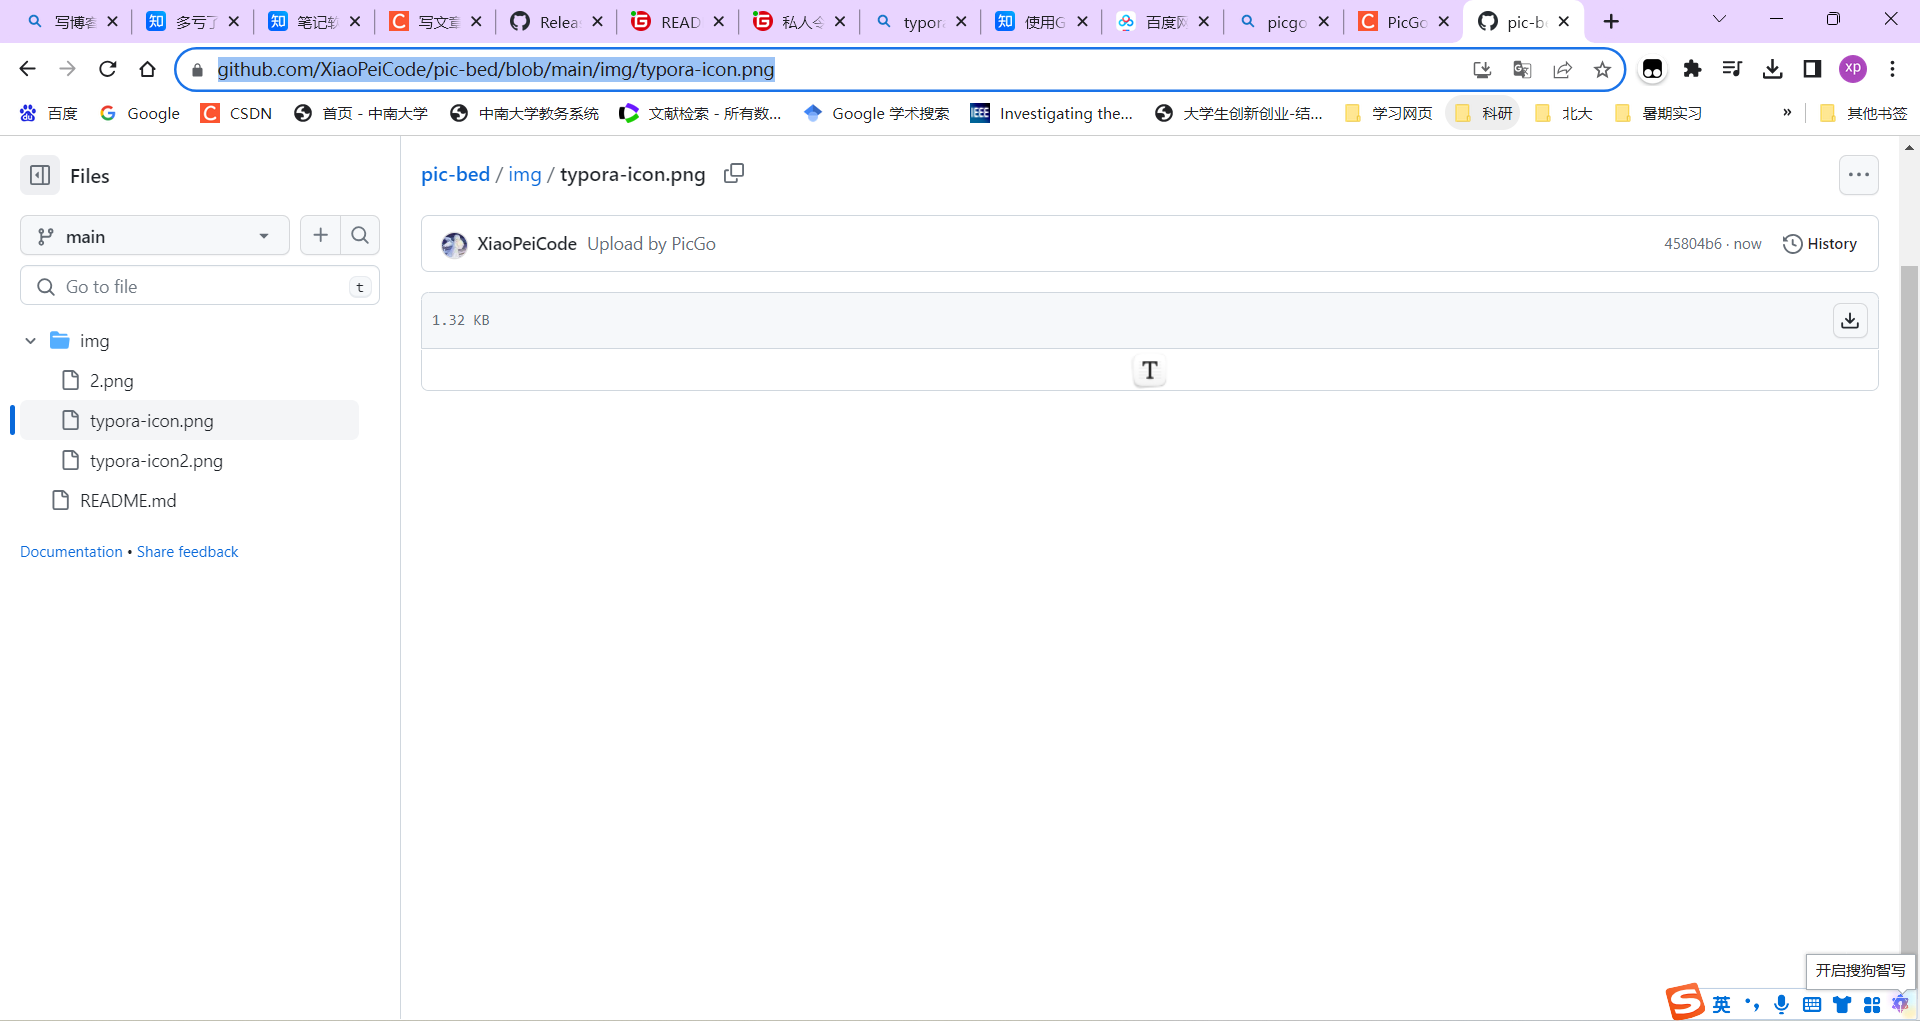 写博客 多亏了 笔记软 写文章 Relea READ 私人令 typora 使用G 百度网 picgo PicGo pic-be
github.com/XiaoPeiCode/pic-bed/blob/main/img/typora-icon.png XP
百度 Google CSDN 首页 - 中南大学 中南大学教务系统 文献检索 - 所有数... Google 学术搜索 IEEE Investigating the... 大学生创新创业-结... 学习网页 科研 北大 暑期实习 » 其他书签
Files
pic-bed / img / typora-icon.png
main
XiaoPeiCode Upload by PicGo 45804b6 · now History
Go to file t
1.32 KB
img
T
2.png
typora-icon.png
typora-icon2.png
README.md
Documentation • Share feedback
开启搜狗智写
S 英